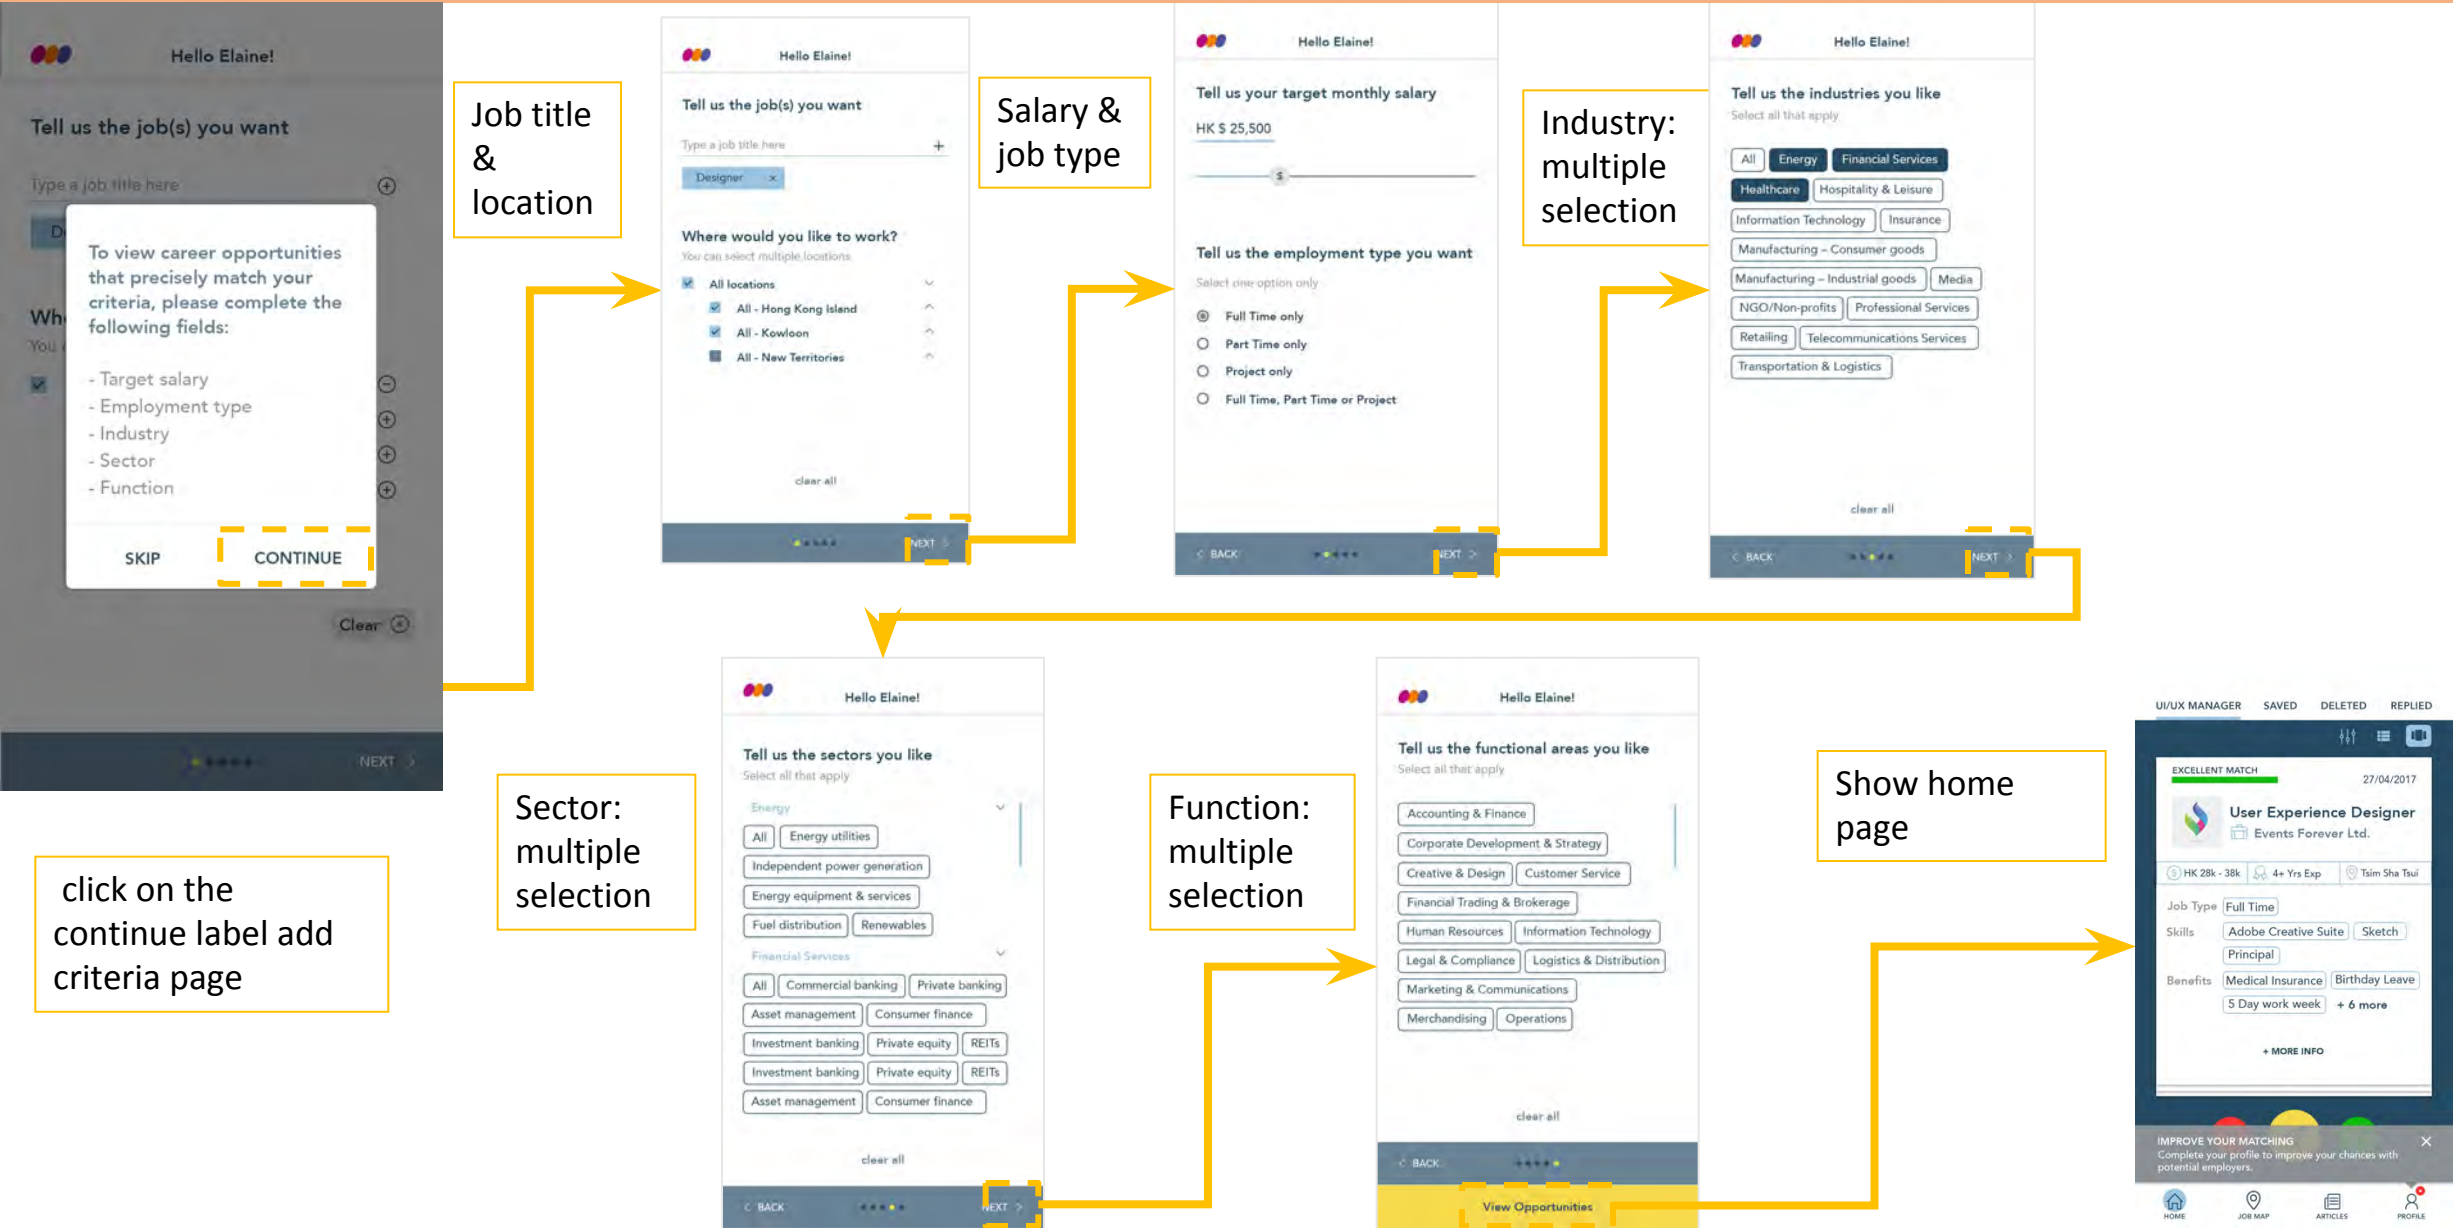 Hello Elaine!
Tell us the job(s) you want
Type a job title here
To view career opportunities
that precisely match your
criteria, please complete the
following fields:
- Target salary
- Employment type
- Industry
- Sector
- Function
SKIP CONTINUE
Clear
NEXT >
click on the
continue label add
criteria page
Job title
&
location
Hello Elaine!
Tell us the job(s) you want
Type a job title here +
Designer ×
Where would you like to work?
You can select multiple locations
All locations
All - Hong Kong Island
All - Kowloon
All - New Territories
clear all
NEXT >
Salary &
job type
Hello Elaine!
Tell us your target monthly salary
HK $ 25,500
$
Tell us the employment type you want
Select one option only
Full Time only
Part Time only
Project only
Full Time, Part Time or Project
< BACK NEXT >
Industry:
multiple
selection
Hello Elaine!
Tell us the industries you like
Select all that apply
All Energy Financial Services
Healthcare Hospitality & Leisure
Information Technology Insurance
Manufacturing – Consumer goods
Manufacturing – Industrial goods Media
NGO/Non-profits Professional Services
Retailing Telecommunications Services
Transportation & Logistics
clear all
< BACK NEXT >
Sector:
multiple
selection
Hello Elaine!
Tell us the sectors you like
Select all that apply
Energy
All Energy utilities
Independent power generation
Energy equipment & services
Fuel distribution Renewables
Financial Services
All Commercial banking Private banking
Asset management Consumer finance
Investment banking Private equity REITs
Investment banking Private equity REITs
Asset management Consumer finance
clear all
< BACK NEXT >
Function:
multiple
selection
Hello Elaine!
Tell us the functional areas you like
Select all that apply
Accounting & Finance
Corporate Development & Strategy
Creative & Design Customer Service
Financial Trading & Brokerage
Human Resources Information Technology
Legal & Compliance Logistics & Distribution
Marketing & Communications
Merchandising Operations
clear all
< BACK
View Opportunities
Show home
page
UI/UX MANAGER SAVED DELETED REPLIED
EXCELLENT MATCH 27/04/2017
User Experience Designer
Events Forever Ltd.
HK 28k - 38k 4+ Yrs Exp Tsim Sha Tsui
Job Type Full Time
Skills Adobe Creative Suite Sketch
Principal
Benefits Medical Insurance Birthday Leave
5 Day work week + 6 more
+ MORE INFO
IMPROVE YOUR MATCHING ×
Complete your profile to improve your chances with
potential employers.
HOME JOB MAP ARTICLES PROFILE